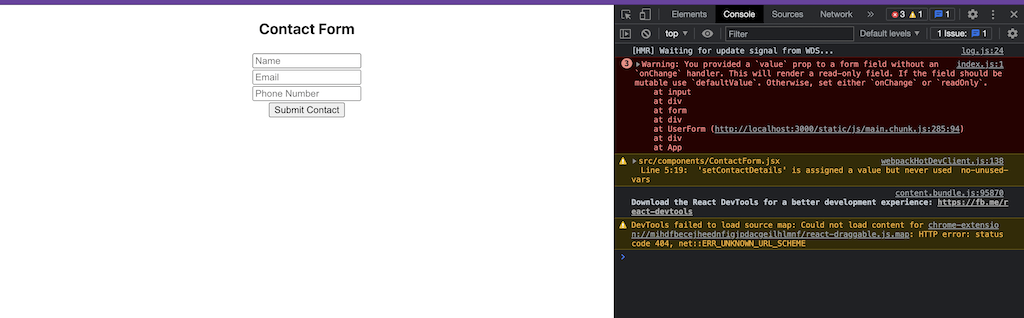 Contact Form
Name
Email
Phone Number
Submit Contact
Elements Console Sources Network » 3 1 1
top ▼ Filter Default levels ▼ 1 Issue: 1
[HMR] Waiting for update signal from WDS... log.js:24
3 ▶Warning: You provided a `value` prop to a form field without an index.js:1
`onChange` handler. This will render a read-only field. If the field should be
mutable use `defaultValue`. Otherwise, set either `onChange` or `readOnly`.
at input
at div
at form
at div
at UserForm (http://localhost:3000/static/js/main.chunk.js:285:94)
at div
at App
▶src/components/ContactForm.jsx webpackHotDevClient.js:138
Line 5:19: 'setContactDetails' is assigned a value but never used no-unused-
vars
content.bundle.js:95870
Download the React DevTools for a better development experience: https://fb.me/r
eact-devtools
DevTools failed to load source map: Could not load content for chrome-extensio
n://mihdfbecejheednfigjpdacgeilhlmnf/react-draggable.js.map: HTTP error: status
code 404, net::ERR_UNKNOWN_URL_SCHEME